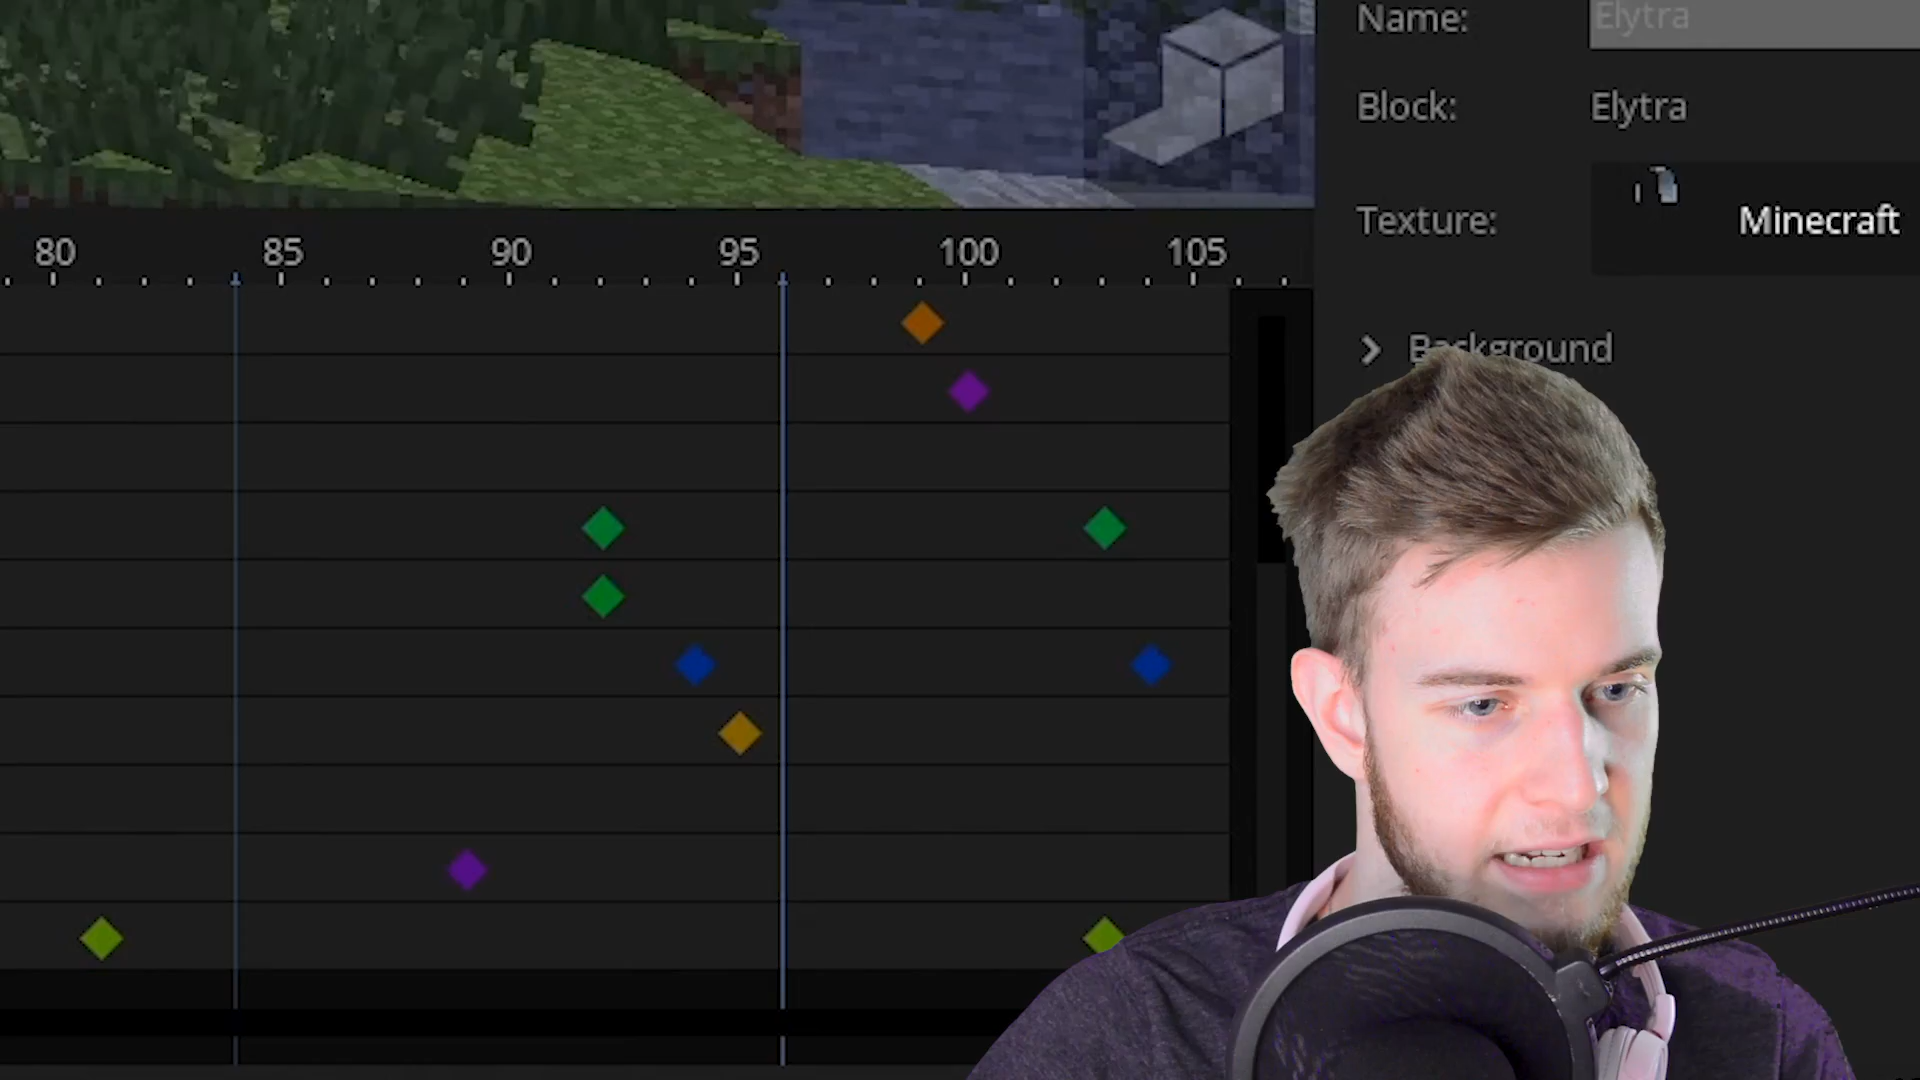 Name:
Elytra
Block:
Elytra
Texture:
Minecraft
80 85 90 95 100 105
Background